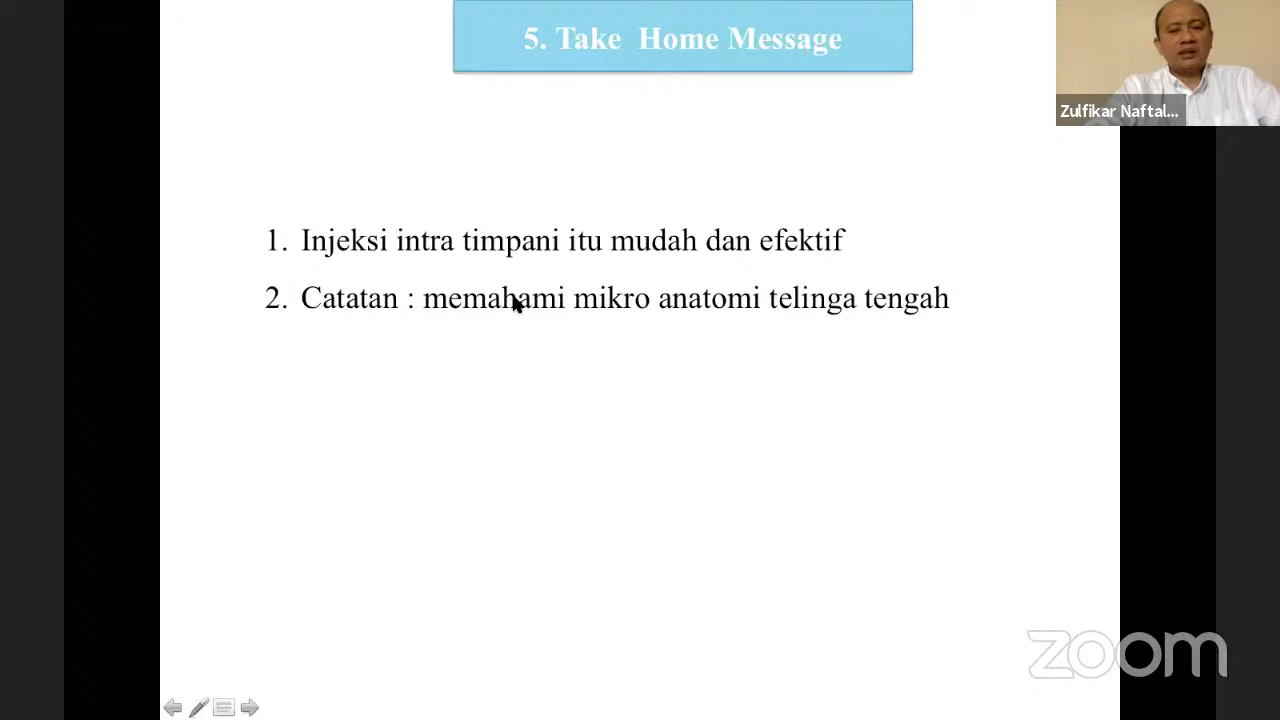 5. Take Home Message
Zulfikar Naftal...
1. Injeksi intra timpani itu mudah dan efektif
2. Catatan : memahami mikro anatomi telinga tengah
zoom